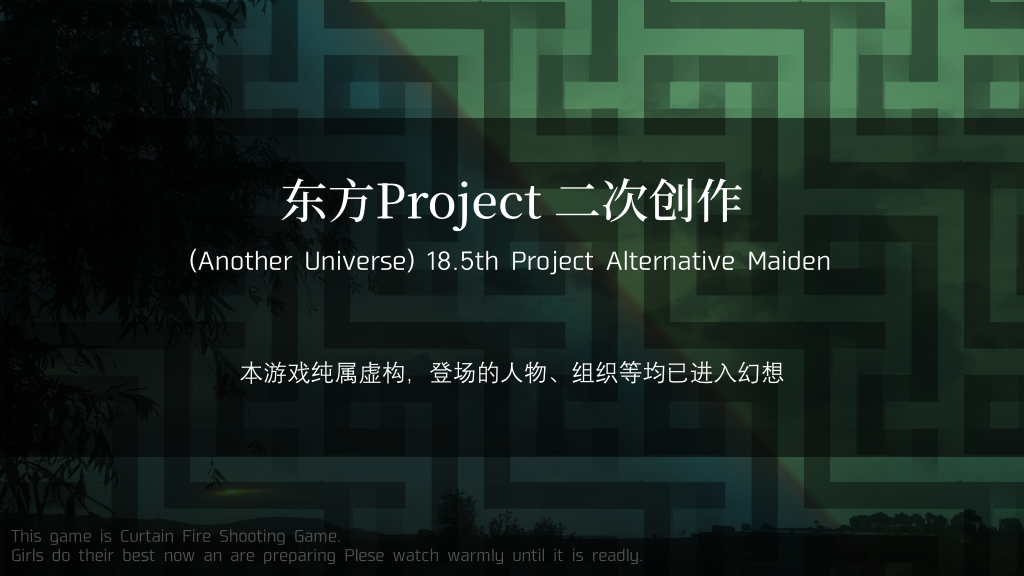 东方Project 二次创作
(Another Universe) 18.5th Project Alternative Maiden
本游戏纯属虚构，登场的人物、组织等均已进入幻想
This game is Curtain Fire Shooting Game.
Girls do their best now an are preparing Plese watch warmly until it is readly.